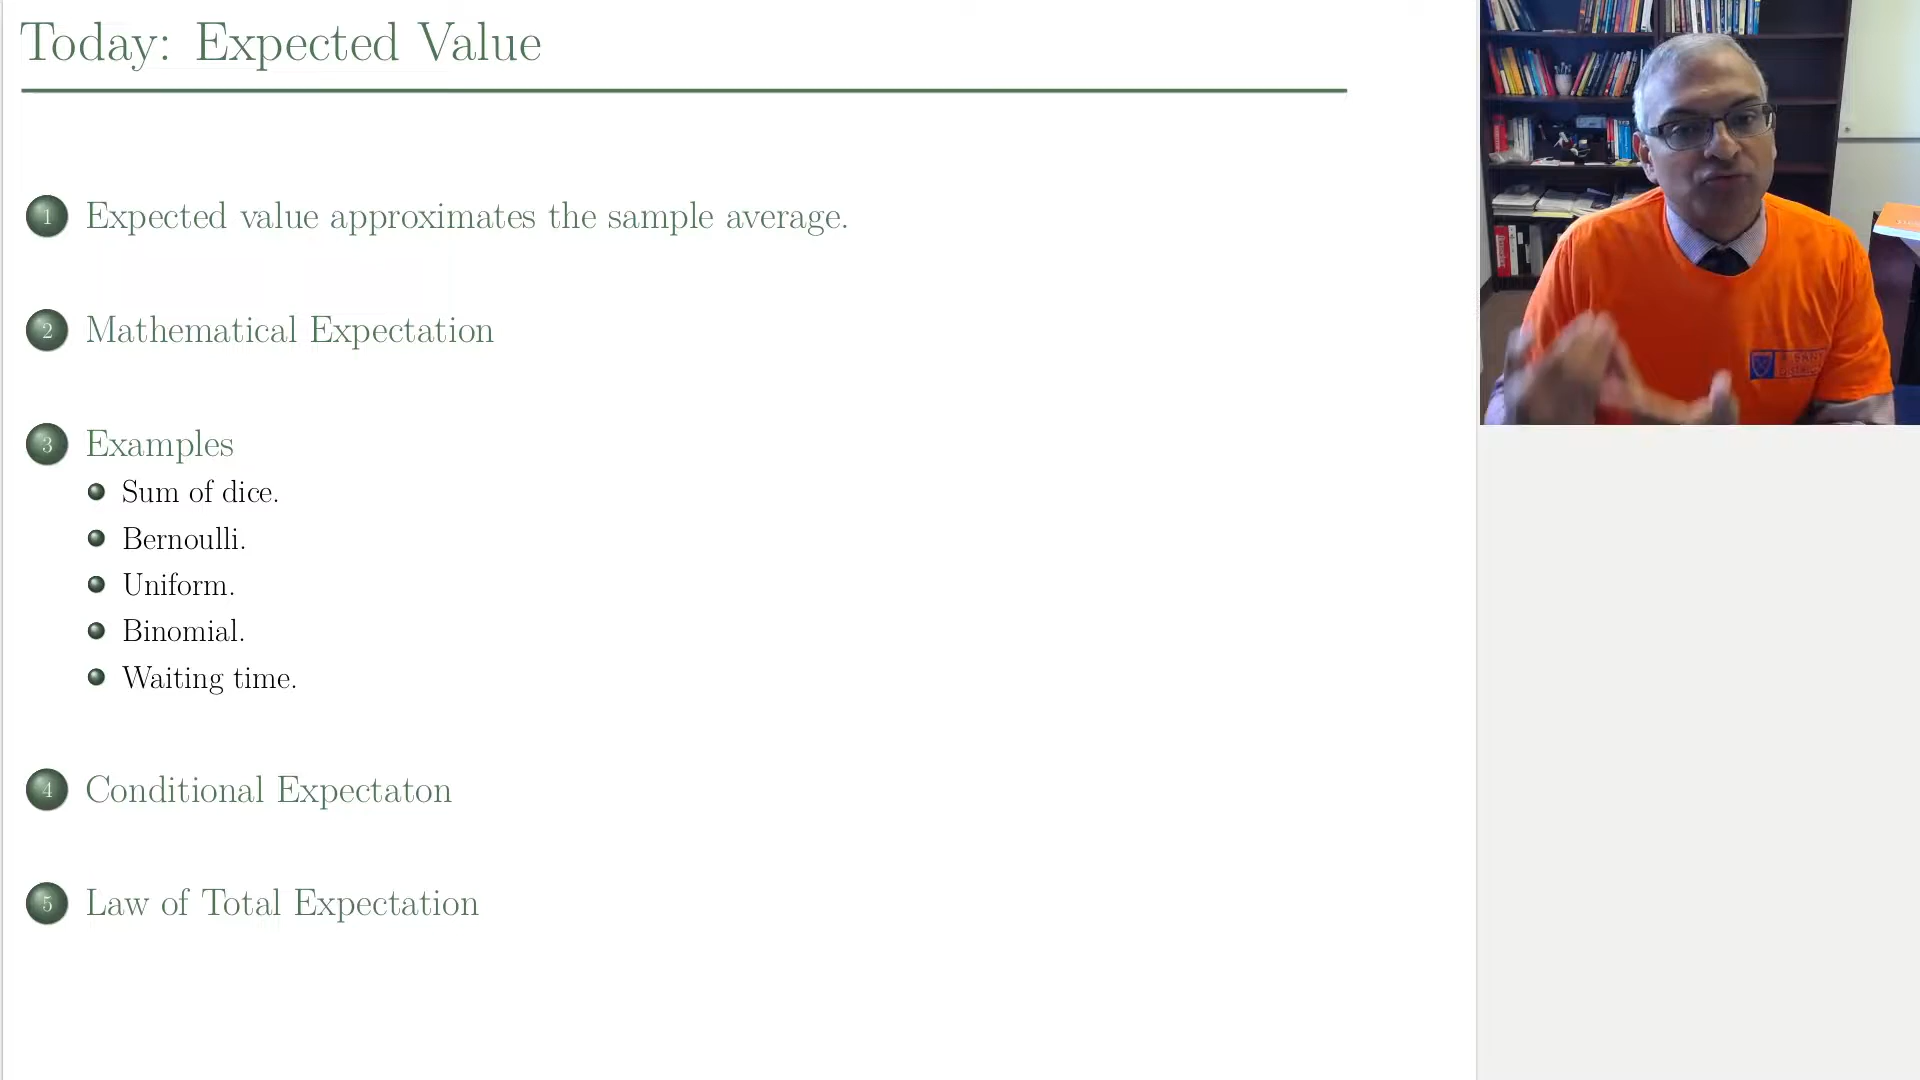 Today: Expected Value
1 Expected value approximates the sample average.
2 Mathematical Expectation
3 Examples
Sum of dice.
Bernoulli.
Uniform.
Binomial.
Waiting time.
4 Conditional Expectaton
5 Law of Total Expectation